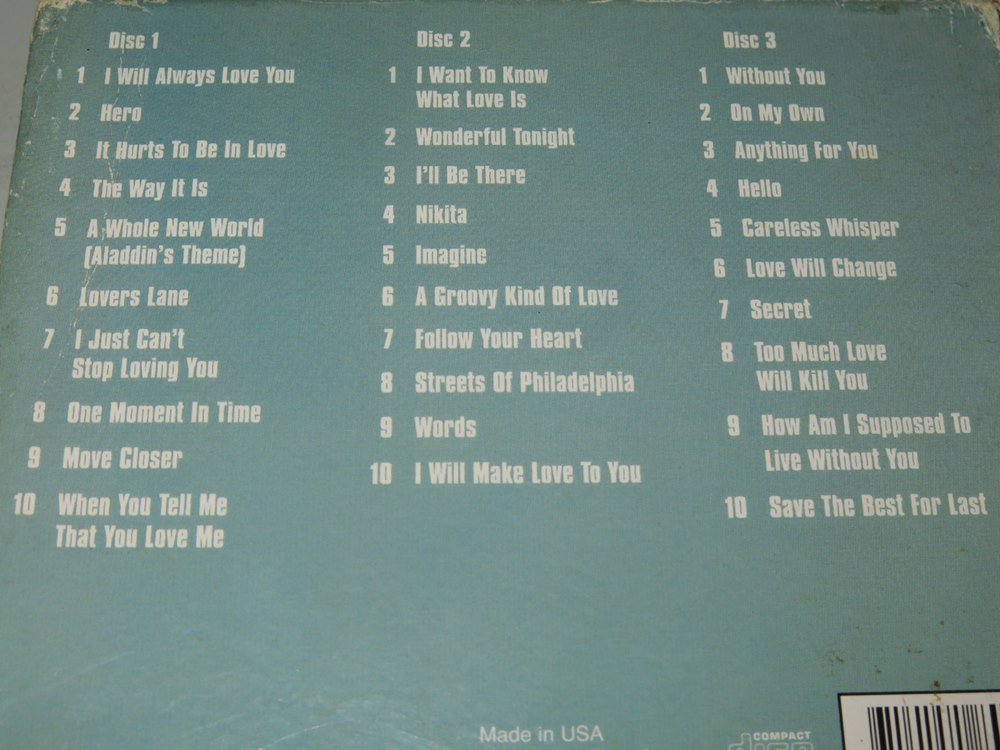 Disc 1
1 I Will Always Love You
2 Hero
3 It Hurts To Be In Love
4 The Way It Is
5 A Whole New World
(Aladdin's Theme)
6 Lovers Lane
7 I Just Can't
Stop Loving You
8 One Moment In Time
9 Move Closer
10 When You Tell Me
That You Love Me
Disc 2
1 I Want To Know
What Love Is
2 Wonderful Tonight
3 I'll Be There
4 Nikita
5 Imagine
6 A Groovy Kind Of Love
7 Follow Your Heart
8 Streets Of Philadelphia
9 Words
10 I Will Make Love To You
Disc 3
1 Without You
2 On My Own
3 Anything For You
4 Hello
5 Careless Whisper
6 Love Will Change
7 Secret
8 Too Much Love
Will Kill You
9 How Am I Supposed To
Live Without You
10 Save The Best For Last
Made in USA
COMPACT
disc